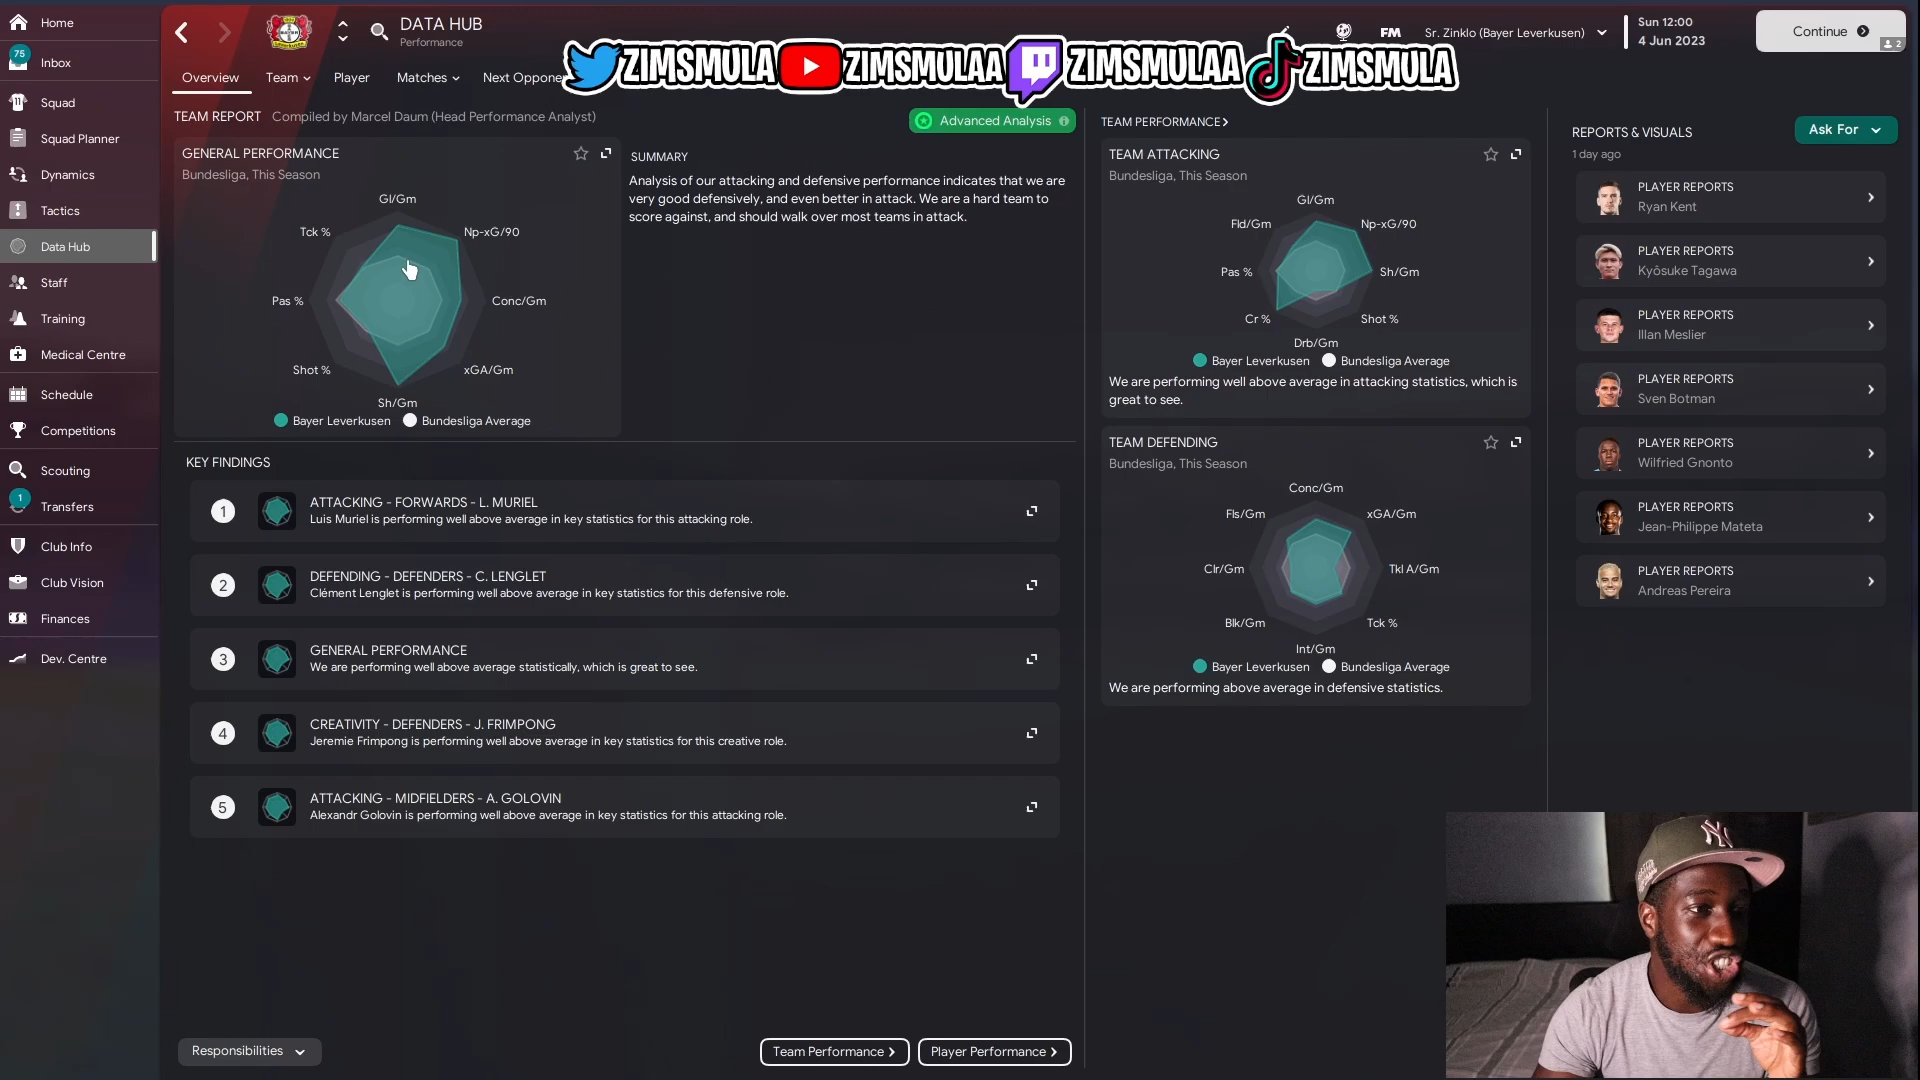 Home
75
Inbox
Squad
Squad Planner
Dynamics
Tactics
Data Hub
Staff
Training
Medical Centre
Schedule
Competitions
Scouting
1
Transfers
Club Info
Club Vision
Finances
Dev. Centre
DATA HUB
Performance
FM
Sr. Zinklo (Bayer Leverkusen)
Sun 12:00
4 Jun 2023
Continue
2
Overview
Team
Player
Matches
Next Oppone
ZIMSMULA
ZIMSMULAA
ZIMSMULAA
ZIMSMULA
TEAM REPORT Compiled by Marcel Daum (Head Performance Analyst)
Advanced Analysis
GENERAL PERFORMANCE
Bundesliga, This Season
Gl/Gm
Tck %
Np-xG/90
Pas %
Conc/Gm
Shot %
xGA/Gm
Sh/Gm
Bayer Leverkusen
Bundesliga Average
SUMMARY
Analysis of our attacking and defensive performance indicates that we are
very good defensively, and even better in attack. We are a hard team to
score against, and should walk over most teams in attack.
KEY FINDINGS
1
ATTACKING - FORWARDS - L. MURIEL
Luis Muriel is performing well above average in key statistics for this attacking role.
2
DEFENDING - DEFENDERS - C. LENGLET
Clément Lenglet is performing well above average in key statistics for this defensive role.
3
GENERAL PERFORMANCE
We are performing well above average statistically, which is great to see.
4
CREATIVITY - DEFENDERS - J. FRIMPONG
Jeremie Frimpong is performing well above average in key statistics for this creative role.
5
ATTACKING - MIDFIELDERS - A. GOLOVIN
Alexandr Golovin is performing well above average in key statistics for this attacking role.
Responsibilities
Team Performance
Player Performance
TEAM PERFORMANCE
TEAM ATTACKING
Bundesliga, This Season
Gl/Gm
Fld/Gm
Np-xG/90
Pas %
Sh/Gm
Cr %
Shot %
Drb/Gm
Bayer Leverkusen
Bundesliga Average
We are performing well above average in attacking statistics, which is
great to see.
TEAM DEFENDING
Bundesliga, This Season
Conc/Gm
Fls/Gm
xGA/Gm
Clr/Gm
Tkl A/Gm
Blk/Gm
Tck %
Int/Gm
Bayer Leverkusen
Bundesliga Average
We are performing above average in defensive statistics.
REPORTS & VISUALS
Ask For
1 day ago
PLAYER REPORTS
Ryan Kent
PLAYER REPORTS
Kyōsuke Tagawa
PLAYER REPORTS
Illan Meslier
PLAYER REPORTS
Sven Botman
PLAYER REPORTS
Wilfried Gnonto
PLAYER REPORTS
Jean-Philippe Mateta
PLAYER REPORTS
Andreas Pereira